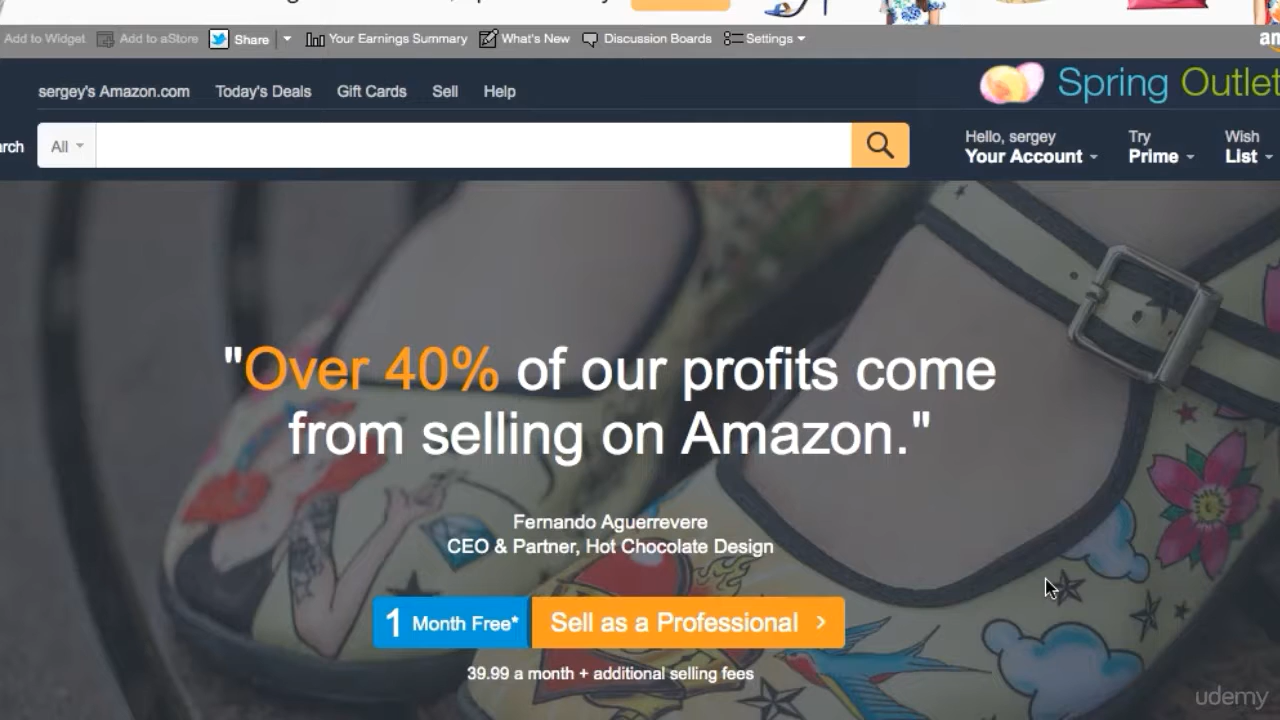 Add to Widget Add to aStore Share Your Earnings Summary What's New Discussion Boards Settings
sergey's Amazon.com Today's Deals Gift Cards Sell Help
Spring Outlet
All
Hello, sergey
Your Account
Try
Prime
Wish
List
"Over 40% of our profits come
from selling on Amazon."
Fernando Aguerrevere
CEO & Partner, Hot Chocolate Design
1 Month Free* Sell as a Professional >
39.99 a month + additional selling fees
udemy